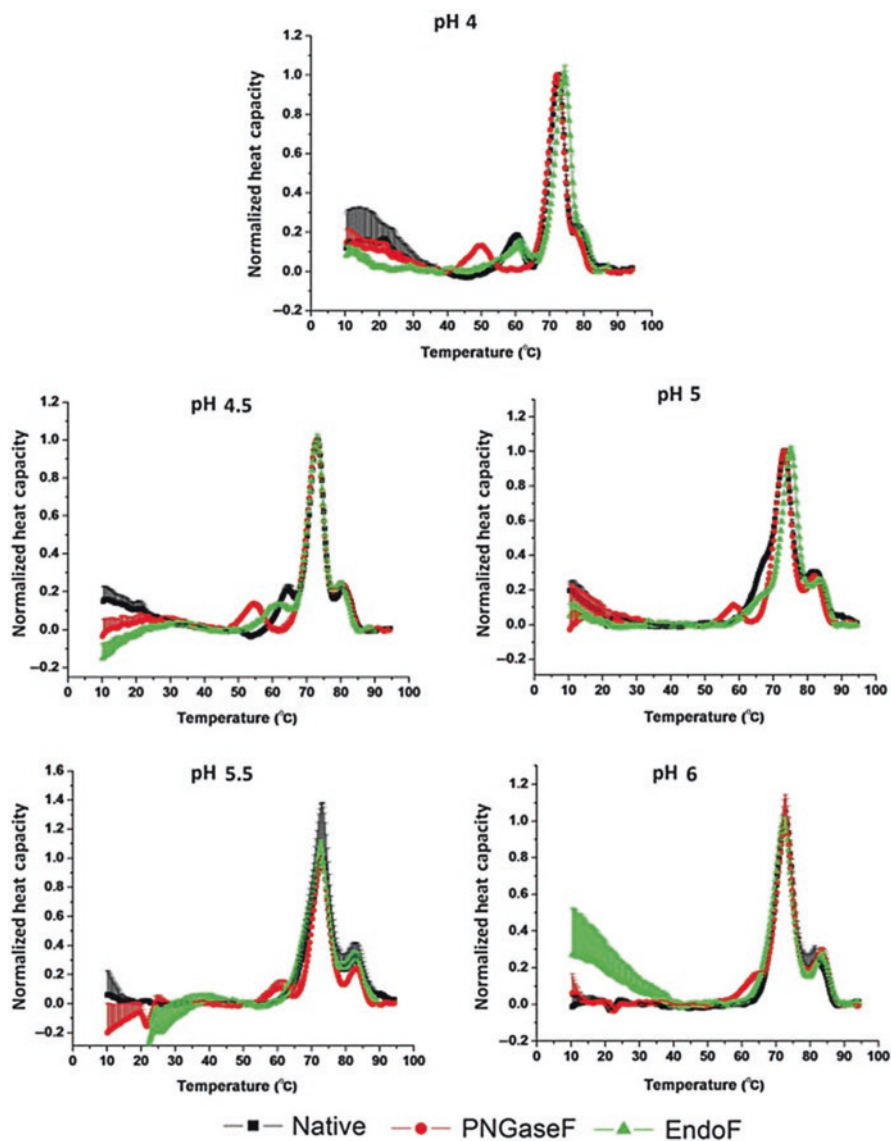 pH 4
1.2
1.0
0.8
0.6
0.4
0.2
0.0
–0.2
Normalized heat capacity
0 10 20 30 40 50 60 70 80 90 100
Temperature (°C)
pH 4.5
1.2
1.0
0.8
0.6
0.4
0.2
0.0
–0.2
Normalized heat capacity
0 10 20 30 40 50 60 70 80 90 100
Temperature (°C)
pH 5
1.2
1.0
0.8
0.6
0.4
0.2
0.0
–0.2
Normalized heat capacity
0 10 20 30 40 50 60 70 80 90 100
Temperature (°C)
pH 5.5
1.6
1.4
1.2
1.0
0.8
0.6
0.4
0.2
0.0
–0.2
Normalized heat capacity
0 10 20 30 40 50 60 70 80 90 100
Temperature (°C)
pH 6
1.2
1.0
0.8
0.6
0.4
0.2
0.0
–0.2
Normalized heat capacity
0 10 20 30 40 50 60 70 80 90 100
Temperature (°C)
Native PNGaseF EndoF